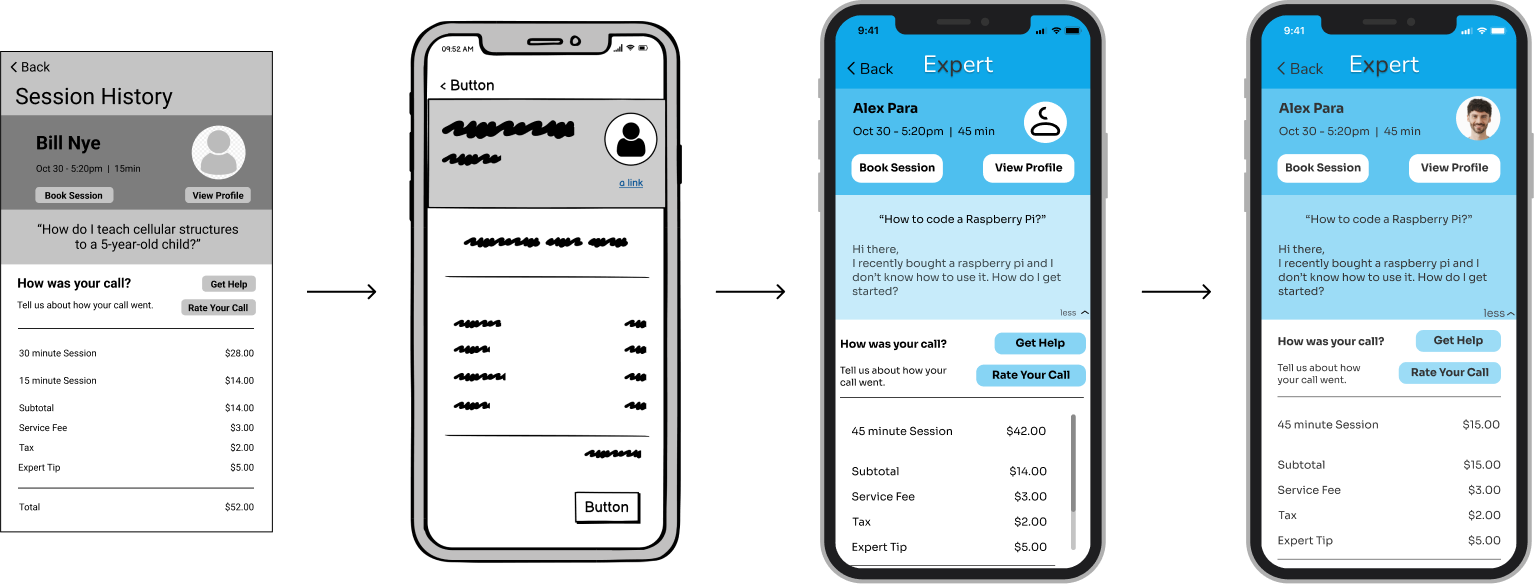 Back
Session History
Bill Nye
Oct 30 - 5:20pm | 15min
Book Session
View Profile
“How do I teach cellular structures
to a 5-year-old child?”
How was your call?
Get Help
Tell us about how your call went.
Rate Your Call
30 minute Session $28.00
15 minute Session $14.00
Subtotal $14.00
Service Fee $3.00
Tax $2.00
Expert Tip $5.00
Total $52.00
09:52 AM
< Button
a link
Button
9:41
Back
Expert
Alex Para
Oct 30 - 5:20pm | 45 min
Book Session
View Profile
“How to code a Raspberry Pi?”
Hi there,
I recently bought a raspberry pi and I
don’t know how to use it. How do I get
started?
less
How was your call?
Get Help
Tell us about how your
call went.
Rate Your Call
45 minute Session $42.00
Subtotal $14.00
Service Fee $3.00
Tax $2.00
Expert Tip $5.00
9:41
Back
Expert
Alex Para
Oct 30 - 5:20pm | 45 min
Book Session
View Profile
“How to code a Raspberry Pi?”
Hi there,
I recently bought a raspberry pi and I
don’t know how to use it. How do I get
started?
less
How was your call?
Get Help
Tell us about how
your call went.
Rate Your Call
45 minute Session $15.00
Subtotal $15.00
Service Fee $3.00
Tax $2.00
Expert Tip $5.00